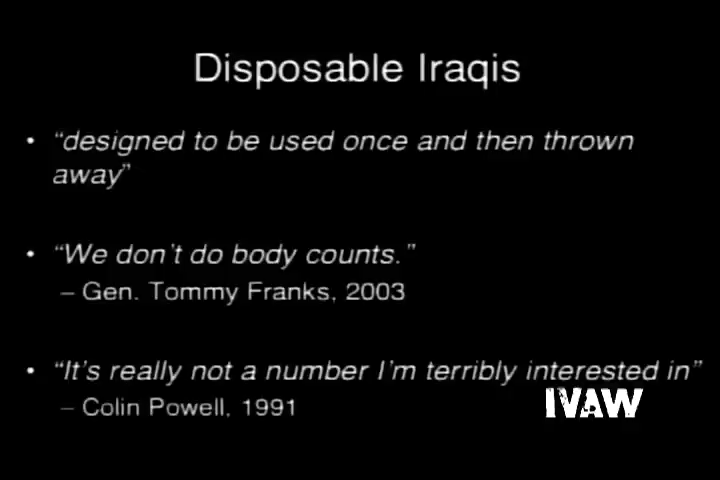 Disposable Iraqis
• “designed to be used once and then thrown
away”
• “We don’t do body counts.”
– Gen. Tommy Franks, 2003
• “It’s really not a number I’m terribly interested in”
– Colin Powell, 1991
IVAW